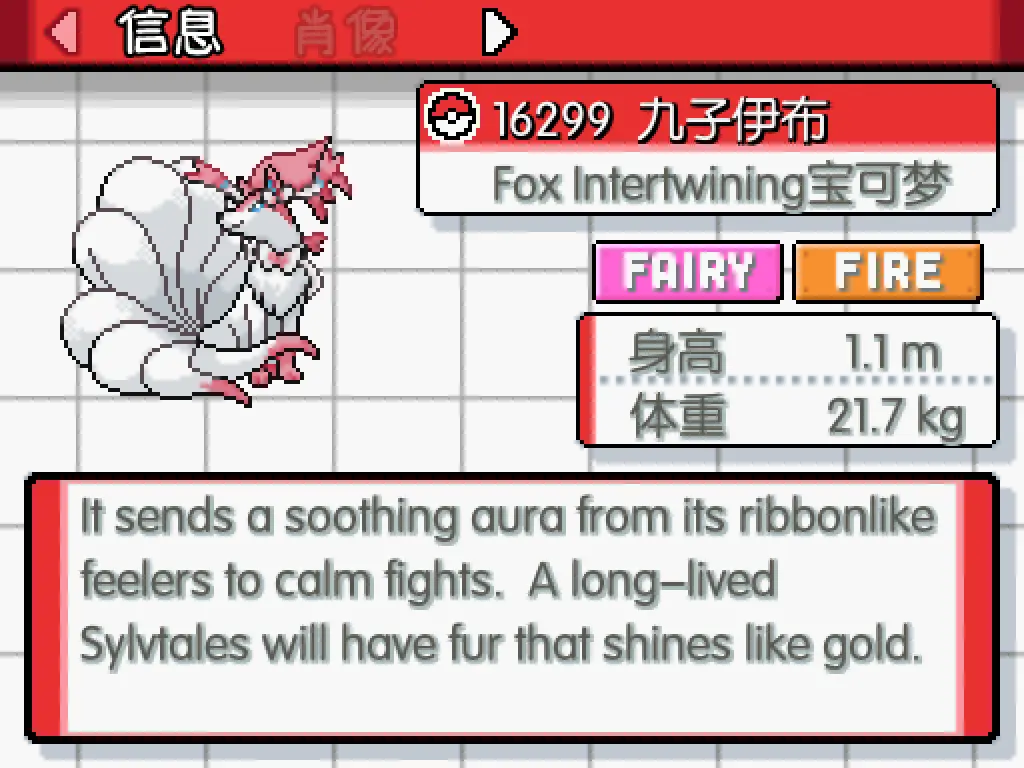 信息 肖像
16299 九子伊布
Fox Intertwining宝可梦
FAIRY FIRE
身高 1.1 m
体重 21.7 kg
It sends a soothing aura from its ribbonlike
feelers to calm fights. A long-lived
Sylvtales will have fur that shines like gold.